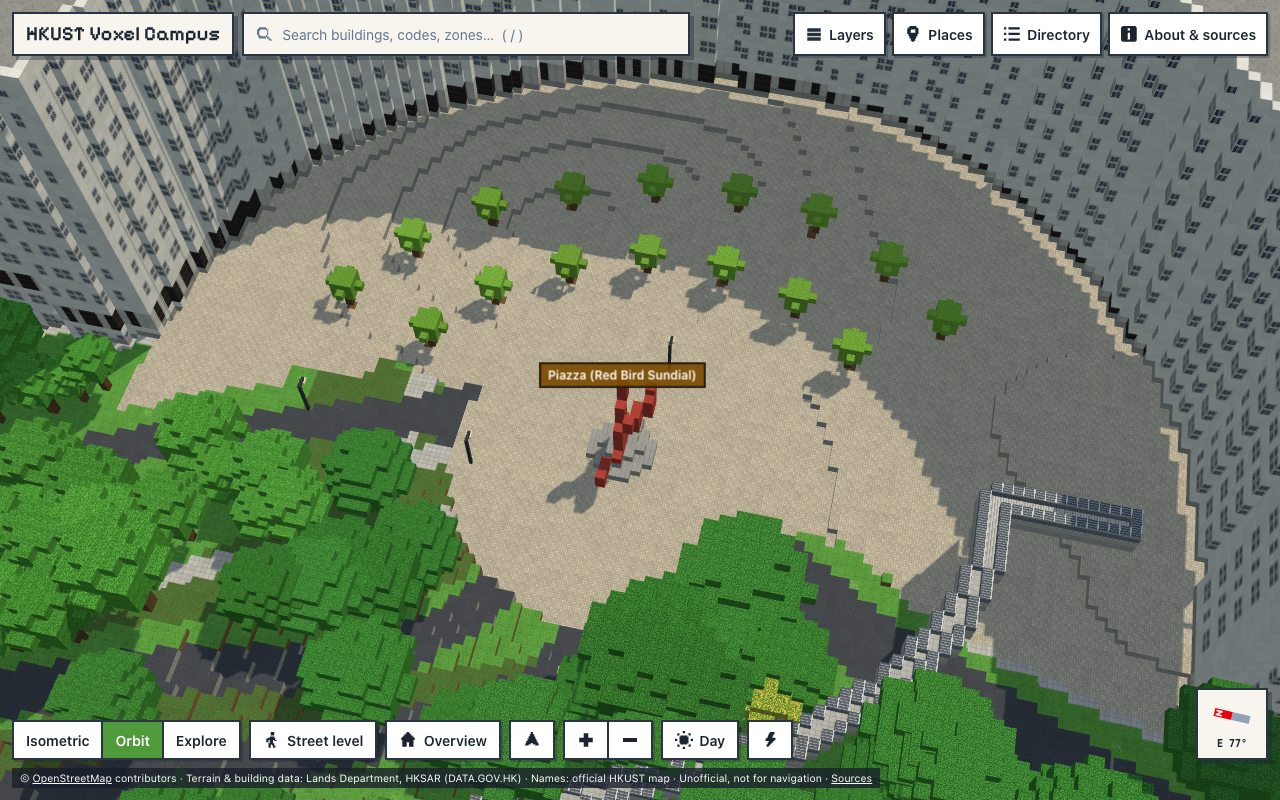 HKUST Voxel Campus
Search buildings, codes, zones... ( / )
Layers
Places
Directory
About & sources
Piazza (Red Bird Sundial)
Isometric
Orbit
Explore
Street level
Overview
Day
N
E 77°
© OpenStreetMap contributors · Terrain & building data: Lands Department, HKSAR (DATA.GOV.HK) · Names: official HKUST map · Unofficial, not for navigation · Sources